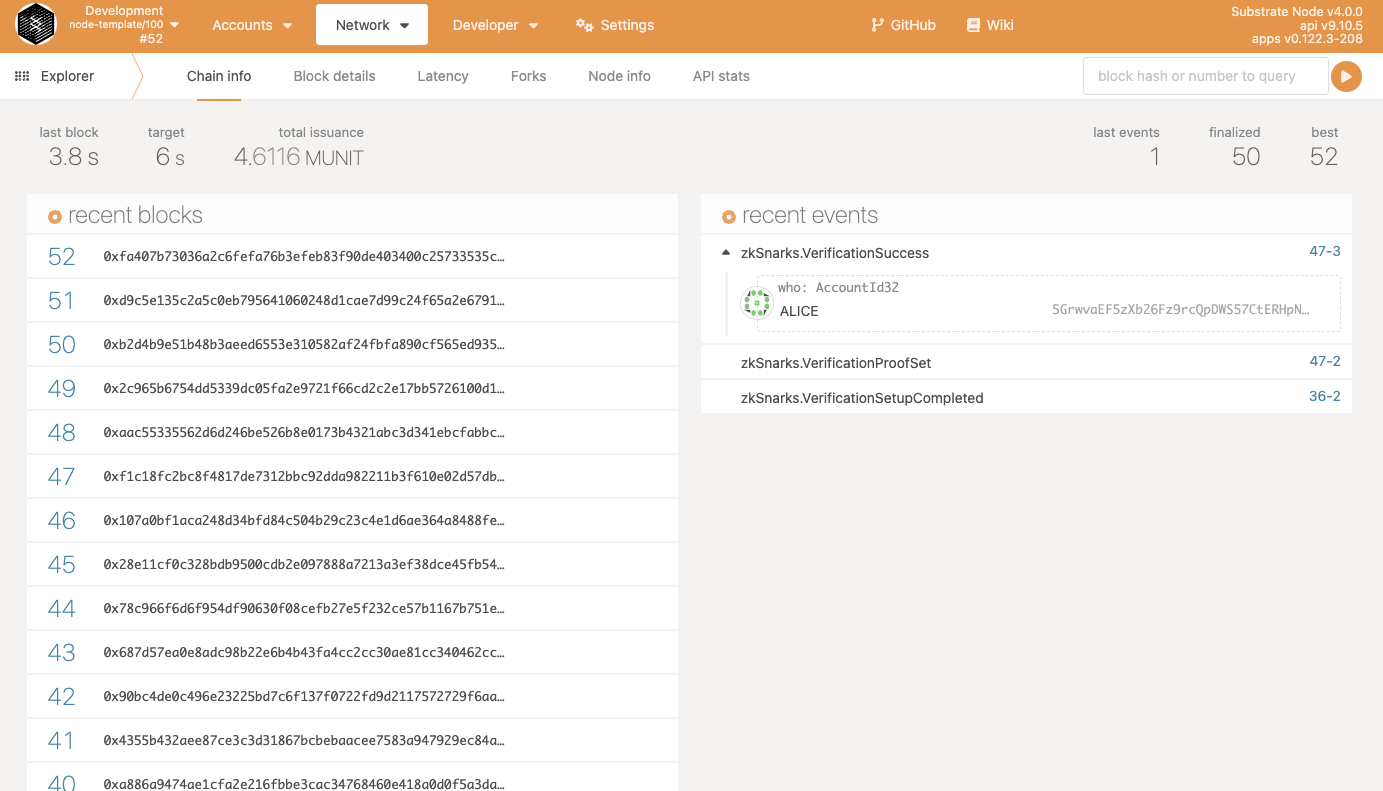 Development
node-template/100
#52
Accounts
Network
Developer
Settings
GitHub
Wiki
Substrate Node v4.0.0
api v9.10.5
apps v0.122.3-208
Explorer
Chain info
Block details
Latency
Forks
Node info
API stats
block hash or number to query
last block
3.8 s
target
6 s
total issuance
4.6116 MUNIT
last events
1
finalized
50
best
52
recent blocks
52 0xfa407b73036a2c6fefa76b3efeb83f90de403400c25733535c…
51 0xd9c5e135c2a5c0eb795641060248d1cae7d99c24f65a2e6791…
50 0xb2d4b9e51b48b3aeed6553e310582af24fbfa890cf565ed935…
49 0x2c965b6754dd5339dc05fa2e9721f66cd2c2e17bb5726100d1…
48 0xaac55335562d6d246be526b8e0173b4321abc3d341ebcfabbc…
47 0xf1c18fc2bc8f4817de7312bbc92dda982211b3f610e02d57db…
46 0x107a0bf1aca248d34bfd84c504b29c23c4e1d6ae364a8488fe…
45 0x28e11cf0c328bdb9500cdb2e097888a7213a3ef38dce45fb54…
44 0x78c966f6d6f954df90630f08cefb27e5f232ce57b1167b751e…
43 0x687d57ea0e8adc98b22e6b4b43fa4cc2cc30ae81cc340462cc…
42 0x90bc4de0c496e23225bd7c6f137f0722fd9d2117572729f6aa…
41 0x4355b432aee87ce3c3d31867bcbebaacee7583a947929ec84a…
40 0xa886a9474ae1cfa2e216fbbe3cac34768460e418a0d0f5a3da…
recent events
zkSnarks.VerificationSuccess 47-3
who: AccountId32
ALICE 5GrwvaEF5zXb26Fz9rcQpDWS57CtERHpN…
zkSnarks.VerificationProofSet 47-2
zkSnarks.VerificationSetupCompleted 36-2